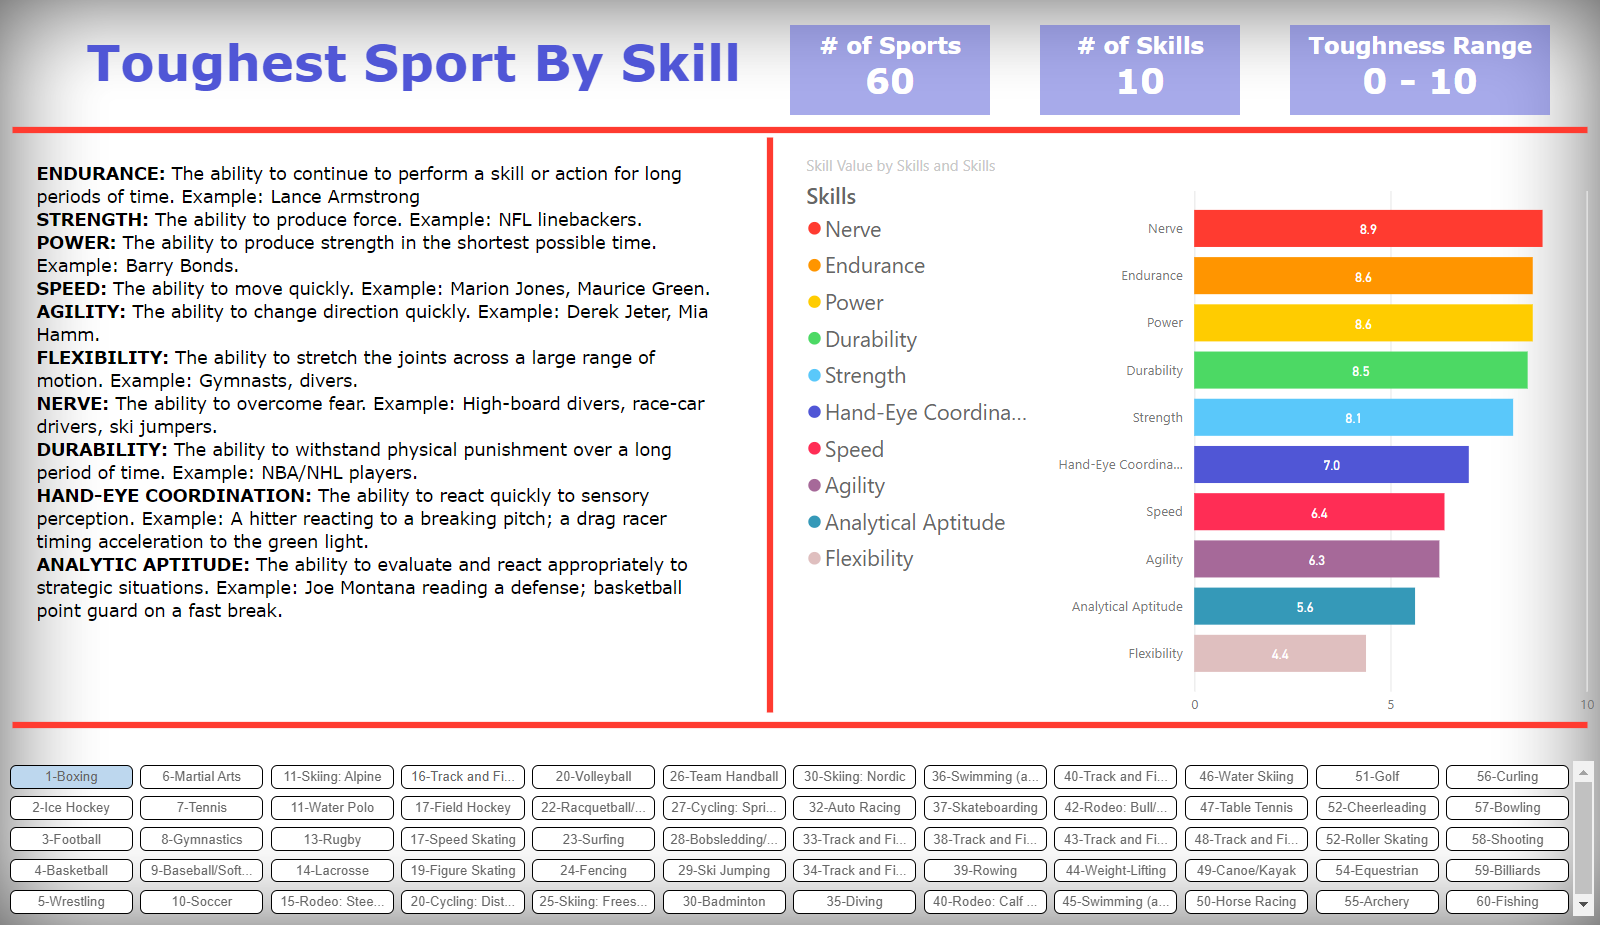 Toughest Sport By Skill
# of Sports
60
# of Skills
10
Toughness Range
0 - 10
ENDURANCE: The ability to continue to perform a skill or action for long
periods of time. Example: Lance Armstrong
STRENGTH: The ability to produce force. Example: NFL linebackers.
POWER: The ability to produce strength in the shortest possible time.
Example: Barry Bonds.
SPEED: The ability to move quickly. Example: Marion Jones, Maurice Green.
AGILITY: The ability to change direction quickly. Example: Derek Jeter, Mia
Hamm.
FLEXIBILITY: The ability to stretch the joints across a large range of
motion. Example: Gymnasts, divers.
NERVE: The ability to overcome fear. Example: High-board divers, race-car
drivers, ski jumpers.
DURABILITY: The ability to withstand physical punishment over a long
period of time. Example: NBA/NHL players.
HAND-EYE COORDINATION: The ability to react quickly to sensory
perception. Example: A hitter reacting to a breaking pitch; a drag racer
timing acceleration to the green light.
ANALYTIC APTITUDE: The ability to evaluate and react appropriately to
strategic situations. Example: Joe Montana reading a defense; basketball
point guard on a fast break.
Skill Value by Skills and Skills
Skills
Nerve
Endurance
Power
Durability
Strength
Hand-Eye Coordina...
Speed
Agility
Analytical Aptitude
Flexibility
Nerve 8.9
Endurance 8.6
Power 8.6
Durability 8.5
Strength 8.1
Hand-Eye Coordina... 7.0
Speed 6.4
Agility 6.3
Analytical Aptitude 5.6
Flexibility 4.4
0 5 10
1-Boxing 6-Martial Arts 11-Skiing: Alpine 16-Track and Fi... 20-Volleyball 26-Team Handball 30-Skiing: Nordic 36-Swimming (a... 40-Track and Fi... 46-Water Skiing 51-Golf 56-Curling
2-Ice Hockey 7-Tennis 11-Water Polo 17-Field Hockey 22-Racquetball/... 27-Cycling: Spri... 32-Auto Racing 37-Skateboarding 42-Rodeo: Bull/... 47-Table Tennis 52-Cheerleading 57-Bowling
3-Football 8-Gymnastics 13-Rugby 17-Speed Skating 23-Surfing 28-Bobsledding/... 33-Track and Fi... 38-Track and Fi... 43-Track and Fi... 48-Track and Fi... 52-Roller Skating 58-Shooting
4-Basketball 9-Baseball/Soft... 14-Lacrosse 19-Figure Skating 24-Fencing 29-Ski Jumping 34-Track and Fi... 39-Rowing 44-Weight-Lifting 49-Canoe/Kayak 54-Equestrian 59-Billiards
5-Wrestling 10-Soccer 15-Rodeo: Stee... 20-Cycling: Dist... 25-Skiing: Frees... 30-Badminton 35-Diving 40-Rodeo: Calf ... 45-Swimming (a... 50-Horse Racing 55-Archery 60-Fishing